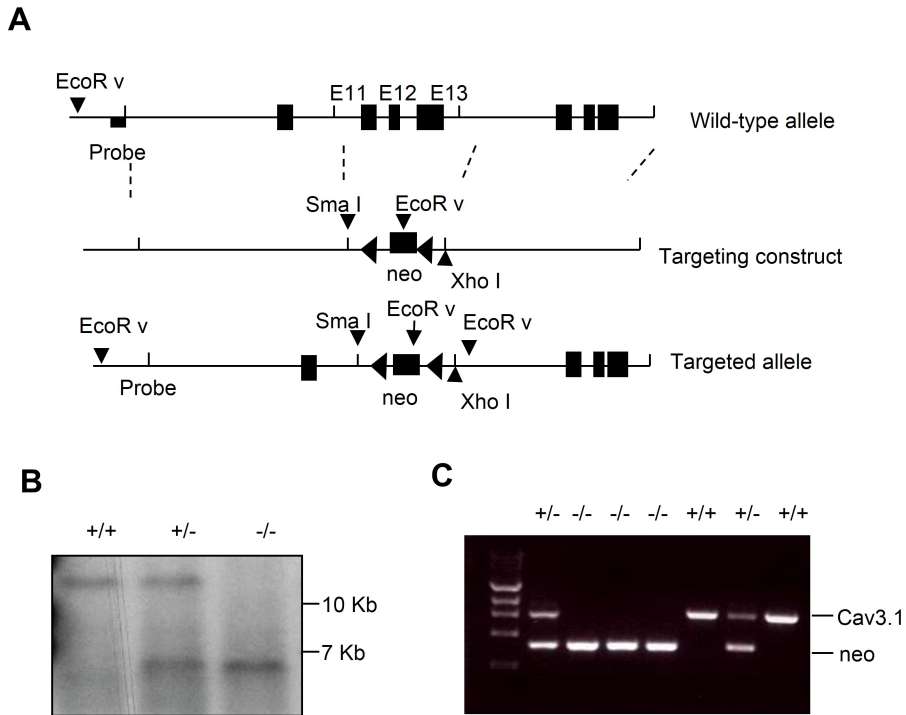 A
EcoR v
E11 E12 E13
Wild-type allele
Probe
Sma I
EcoR v
Targeting construct
neo
Xho I
EcoR v
Sma I
EcoR v
EcoR v
Targeted allele
Probe
neo
Xho I
B
+/+ +/- -/-
10 Kb
7 Kb
C
+/- -/- -/- -/- +/+ +/- +/+
Cav3.1
neo